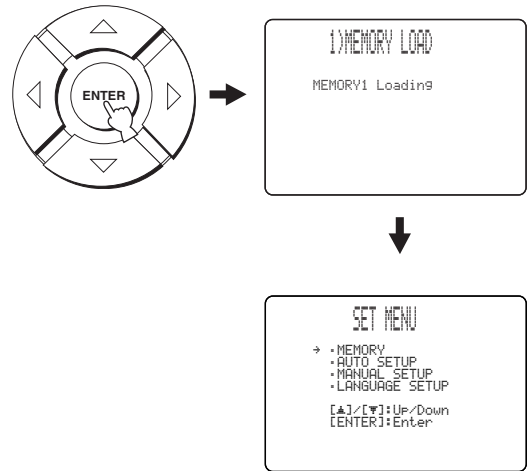 ENTER
1)MEMORY LOAD
MEMORY1 Loading
SET MENU
→ ·MEMORY
·AUTO SETUP
·MANUAL SETUP
·LANGUAGE SETUP
[▲]/[▼]:Up/Down
[ENTER]:Enter